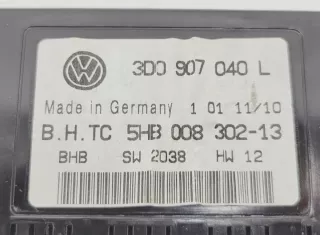 3D0 907 040 L
Made in Germany 1 01 11/10
B.H.TC 5HB 008 302-13
BHB SW 2038 HW 12